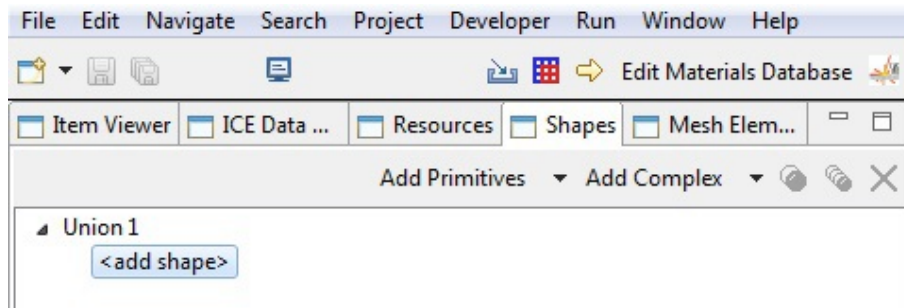 File Edit Navigate Search Project Developer Run Window Help
Edit Materials Database
Item Viewer ICE Data ... Resources Shapes Mesh Elem...
Add Primitives Add Complex
Union 1
<add shape>